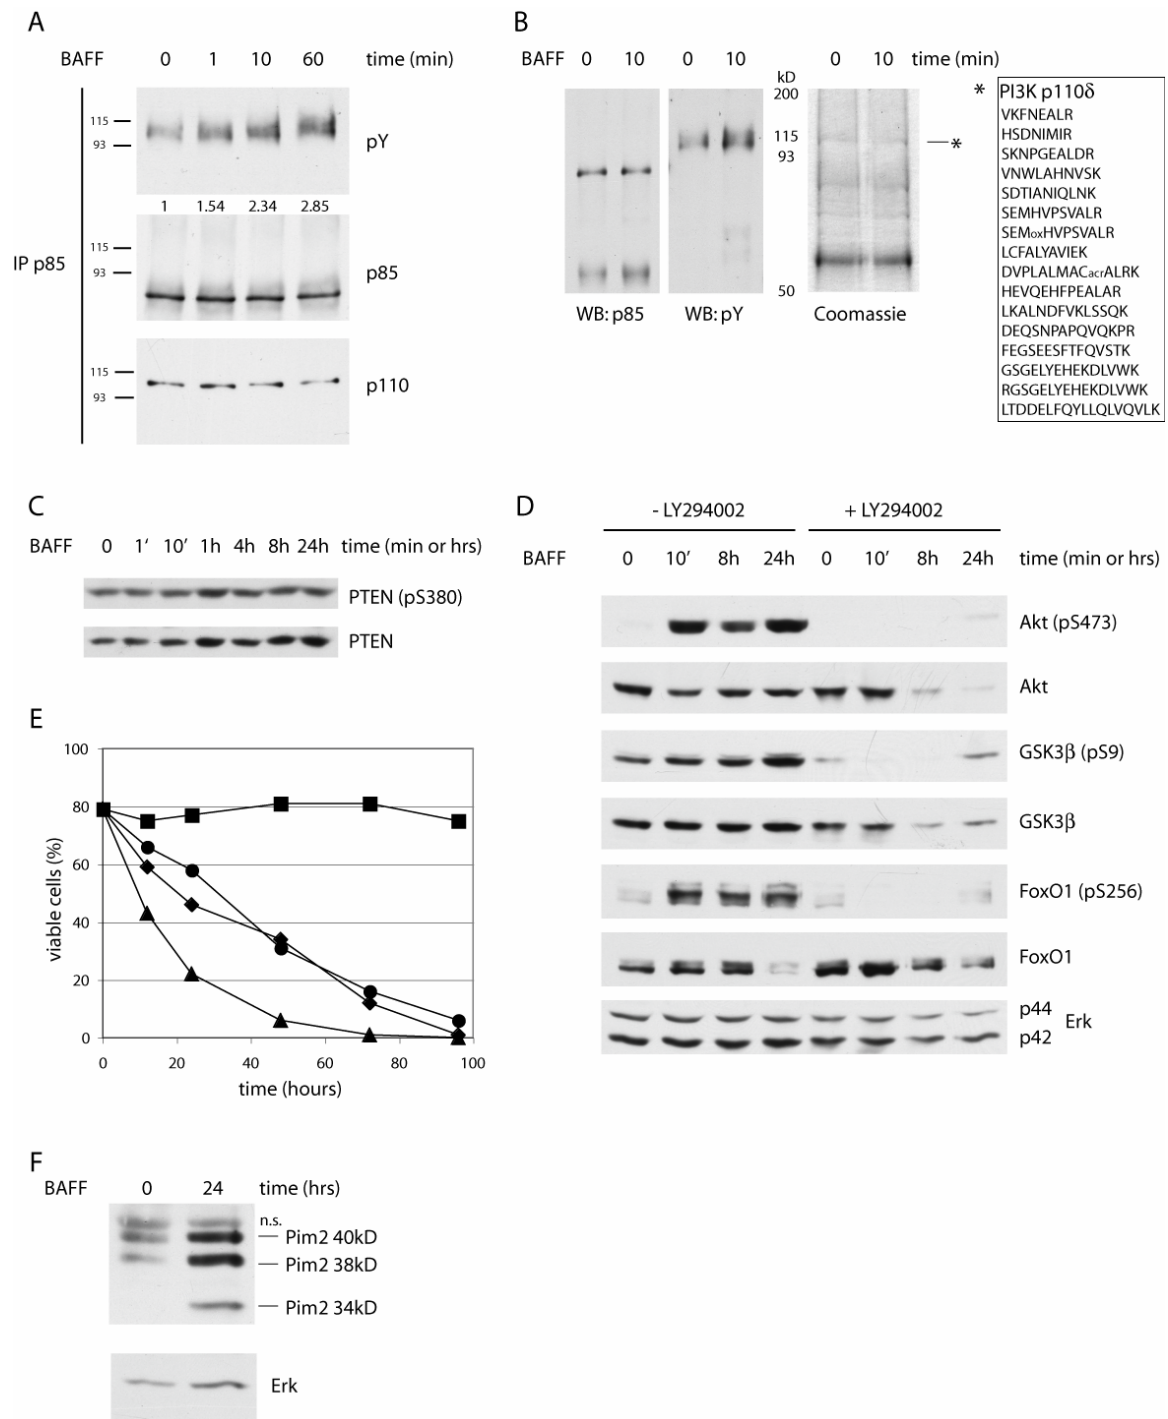 A
BAFF 0 1 10 60 time (min)
IP p85
115
93
pY
1 1.54 2.34 2.85
115
93
p85
115
93
p110
B
BAFF 0 10 0 10 0 10 time (min)
kD
200
115
93
50
*
WB: p85 WB: pY Coomassie
* PI3K p110δ
VKFNEALR
HSDNIMIR
SKNPGEALDR
VNWLAHNVSK
SDTIANIQLNK
SEMHVPSVALR
SEMoxHVPSVALR
LCFALYAVIEK
DVPLALMACacrALRK
HEVQEHFPEALAR
LKALNDFVKLSSQK
DEQSNPAPQVQKPR
FEGSEESFTFQVSTK
GSGELYEHEKDLVWK
RGSGELYEHEKDLVWK
LTDDELFQYLLQLVQVLK
C
BAFF 0 1‘ 10’ 1h 4h 8h 24h time (min or hrs)
PTEN (pS380)
PTEN
D
- LY294002 + LY294002
BAFF 0 10’ 8h 24h 0 10’ 8h 24h time (min or hrs)
Akt (pS473)
Akt
GSK3β (pS9)
GSK3β
FoxO1 (pS256)
FoxO1
p44
Erk
p42
E
viable cells (%)
100
80
60
40
20
0
0 20 40 60 80 100
time (hours)
F
BAFF 0 24 time (hrs)
n.s.
Pim2 40kD
Pim2 38kD
Pim2 34kD
Erk